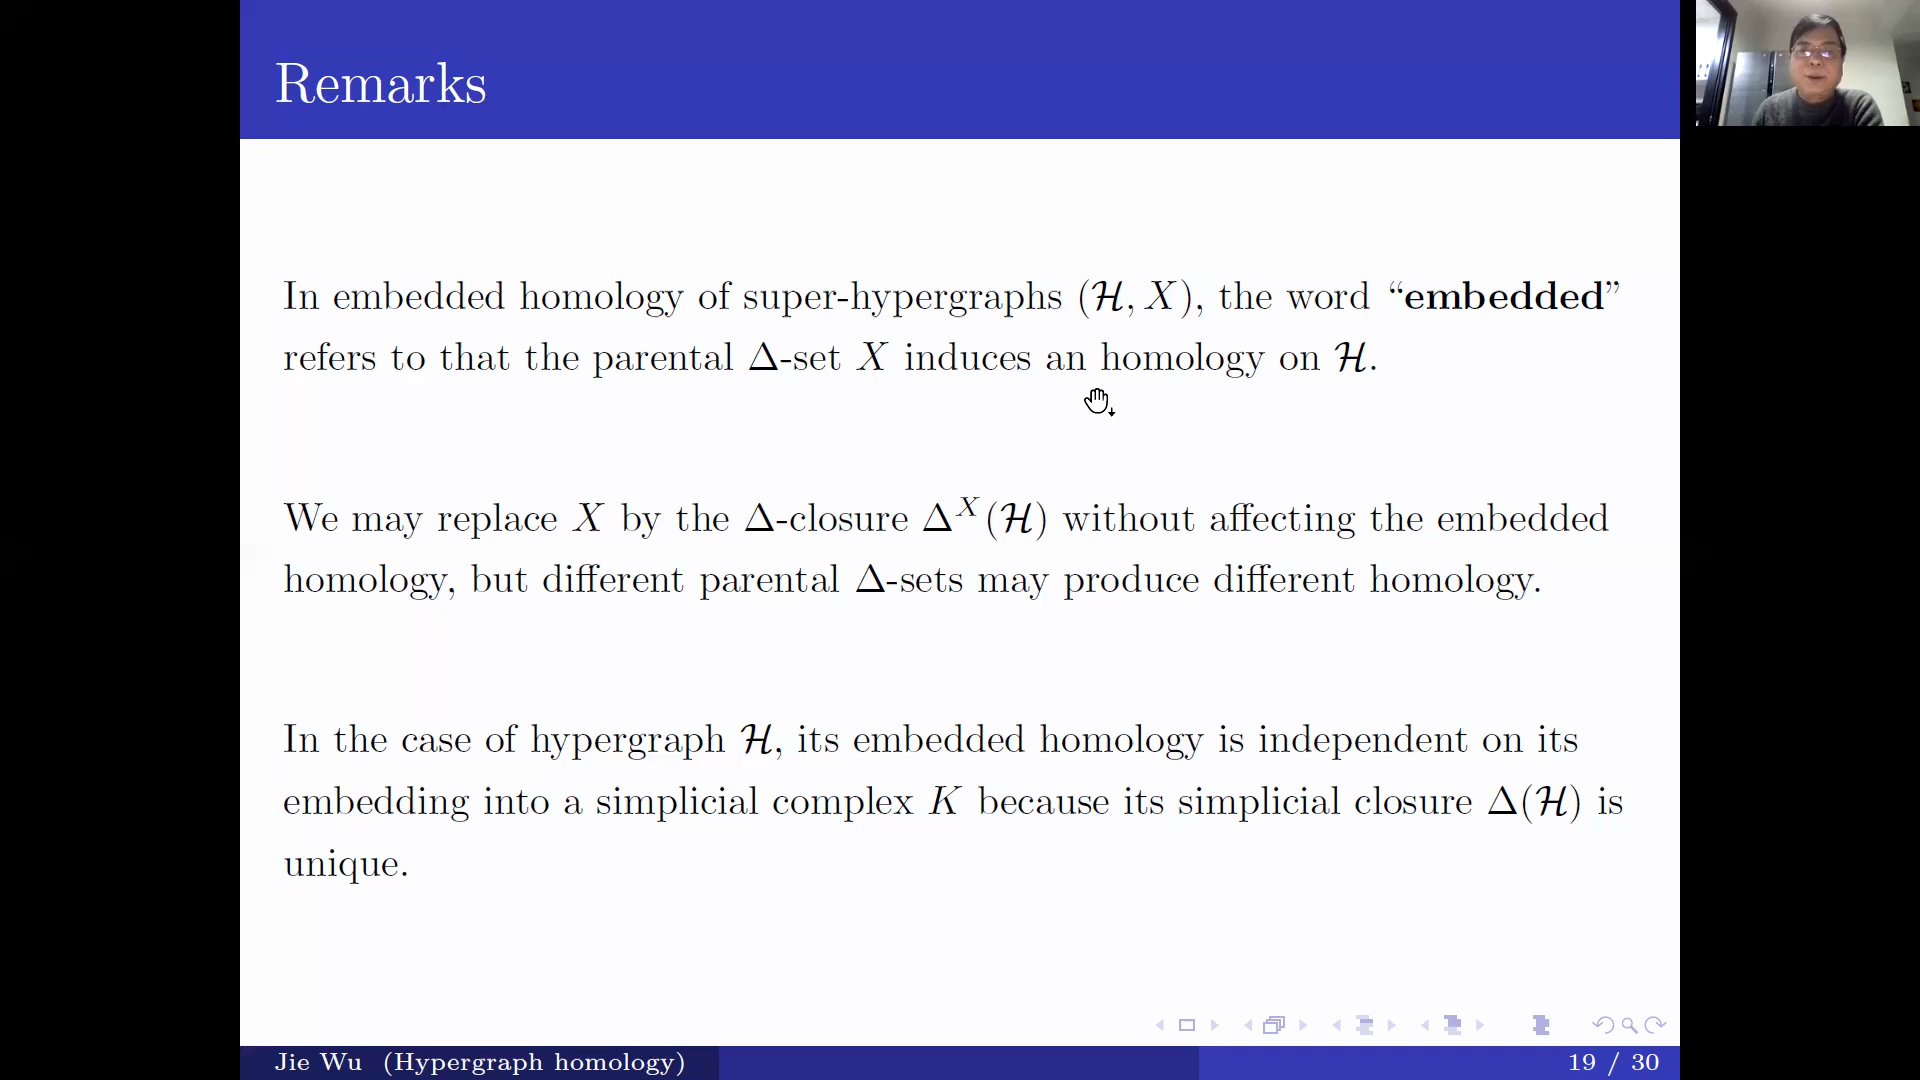 Remarks
In embedded homology of super-hypergraphs (ℋ, X), the word “embedded”
refers to that the parental Δ-set X induces an homology on ℋ.
We may replace X by the Δ-closure Δ^X(ℋ) without affecting the embedded
homology, but different parental Δ-sets may produce different homology.
In the case of hypergraph ℋ, its embedded homology is independent on its
embedding into a simplicial complex K because its simplicial closure Δ(ℋ) is
unique.
Jie Wu (Hypergraph homology)
19 / 30